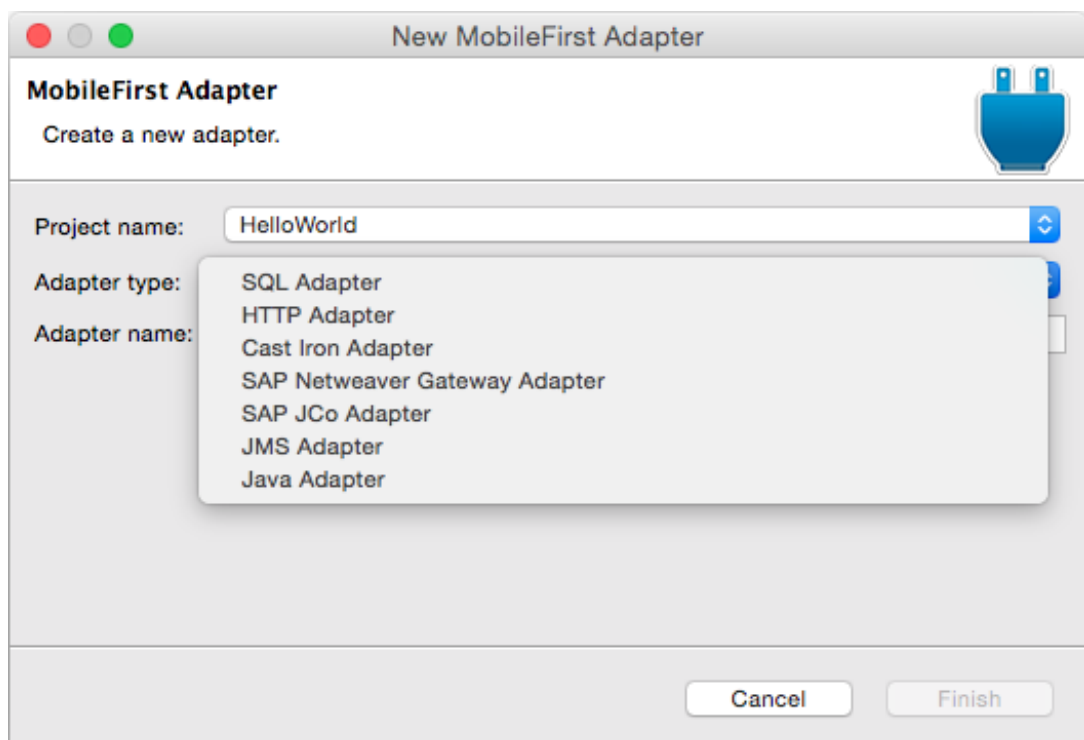 New MobileFirst Adapter
MobileFirst Adapter
Create a new adapter.
Project name: HelloWorld
Adapter type:
SQL Adapter
HTTP Adapter
Adapter name:
Cast Iron Adapter
SAP Netweaver Gateway Adapter
SAP JCo Adapter
JMS Adapter
Java Adapter
Cancel Finish